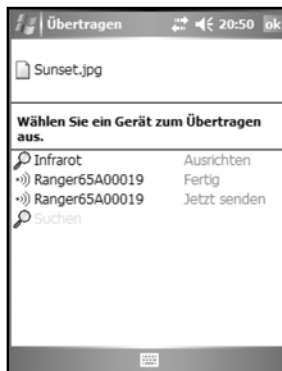 Übertragen 20:50 ok
Sunset.jpg
Wählen Sie ein Gerät zum Übertragen
aus.
Infrarot Ausrichten
Ranger65A00019 Fertig
Ranger65A00019 Jetzt senden
Suchen